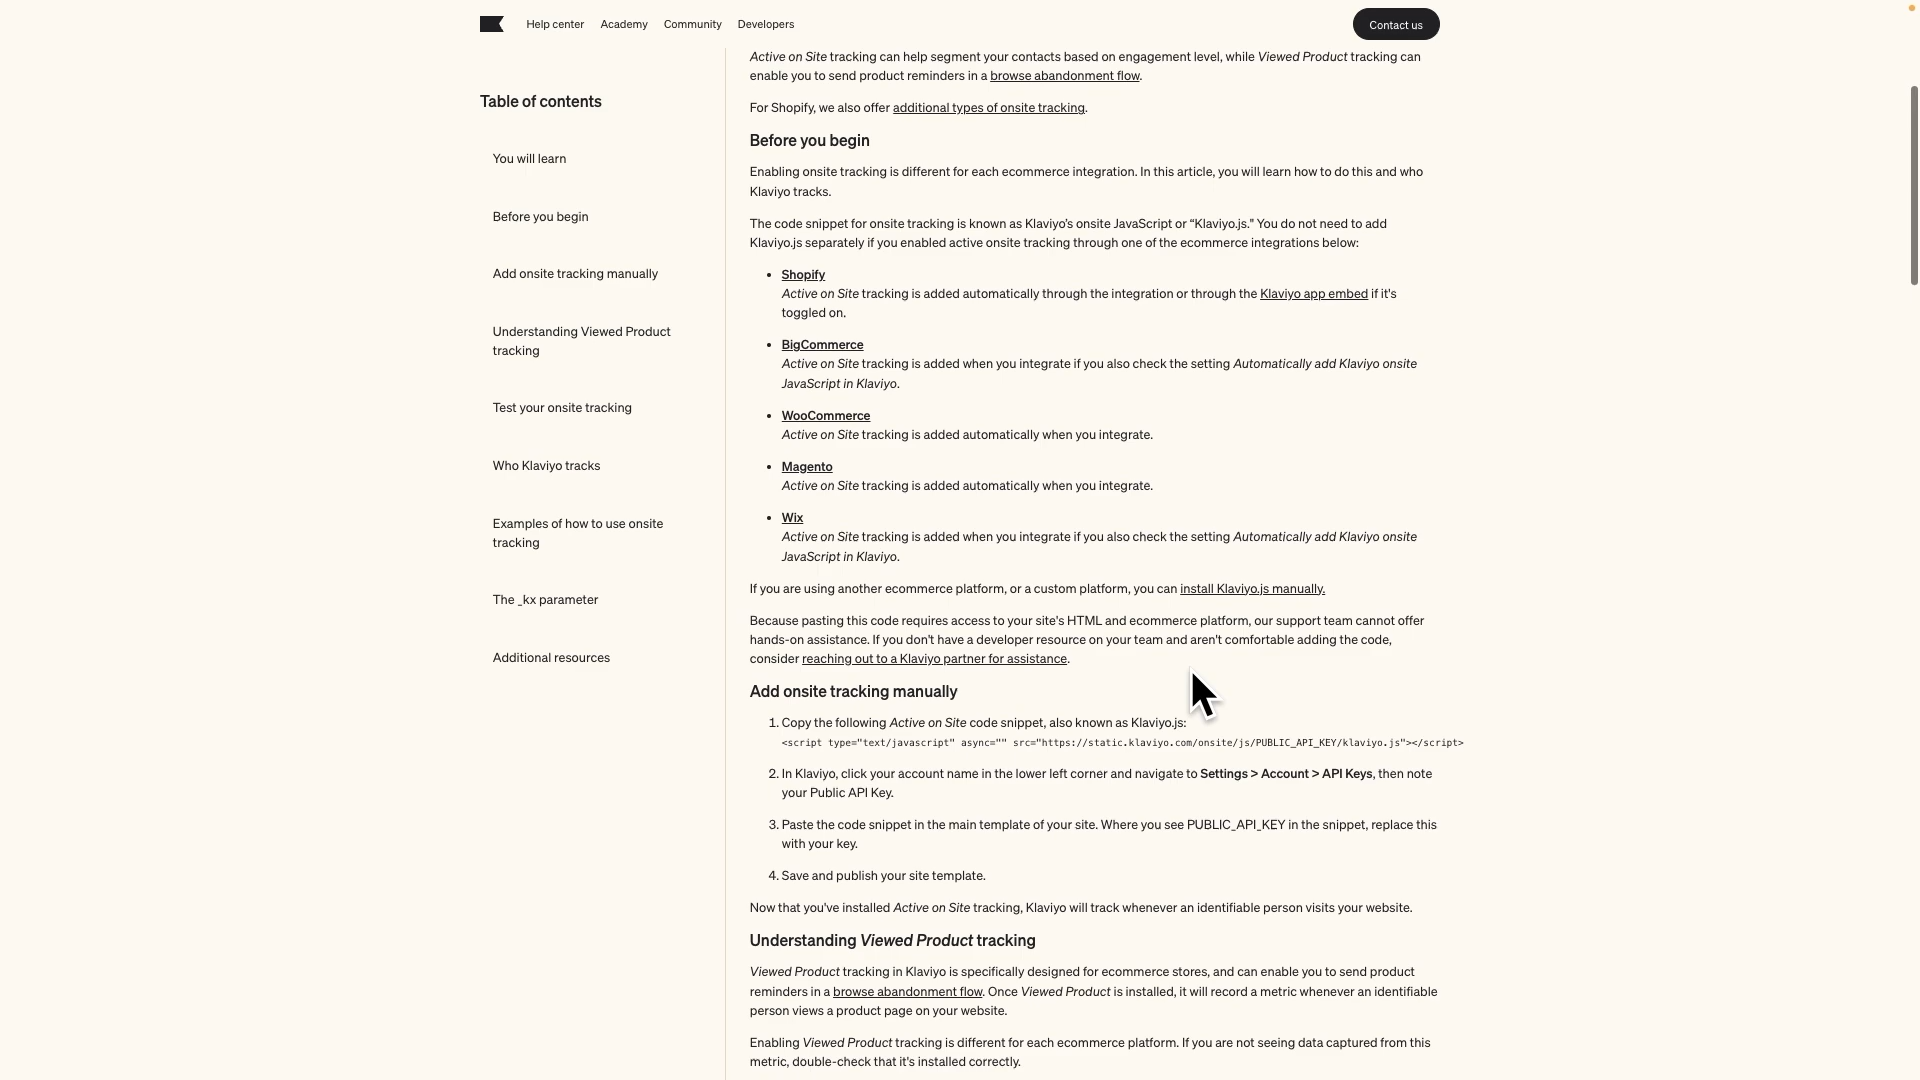 Help center
Academy
Community
Developers
Contact us
Table of contents
You will learn
Before you begin
Add onsite tracking manually
Understanding Viewed Product
tracking
Test your onsite tracking
Who Klaviyo tracks
Examples of how to use onsite
tracking
The _kx parameter
Additional resources
Active on Site tracking can help segment your contacts based on engagement level, while Viewed Product tracking can
enable you to send product reminders in a browse abandonment flow.
For Shopify, we also offer additional types of onsite tracking.
Before you begin
Enabling onsite tracking is different for each ecommerce integration. In this article, you will learn how to do this and who
Klaviyo tracks.
The code snippet for onsite tracking is known as Klaviyo’s onsite JavaScript or “Klaviyo.js." You do not need to add
Klaviyo.js separately if you enabled active onsite tracking through one of the ecommerce integrations below:
• Shopify
Active on Site tracking is added automatically through the integration or through the Klaviyo app embed if it's
toggled on.
• BigCommerce
Active on Site tracking is added when you integrate if you also check the setting Automatically add Klaviyo onsite
JavaScript in Klaviyo.
• WooCommerce
Active on Site tracking is added automatically when you integrate.
• Magento
Active on Site tracking is added automatically when you integrate.
• Wix
Active on Site tracking is added when you integrate if you also check the setting Automatically add Klaviyo onsite
JavaScript in Klaviyo.
If you are using another ecommerce platform, or a custom platform, you can install Klaviyo.js manually.
Because pasting this code requires access to your site's HTML and ecommerce platform, our support team cannot offer
hands-on assistance. If you don't have a developer resource on your team and aren't comfortable adding the code,
consider reaching out to a Klaviyo partner for assistance.
Add onsite tracking manually
1. Copy the following Active on Site code snippet, also known as Klaviyo.js:
<script type="text/javascript" async="" src="https://static.klaviyo.com/onsite/js/PUBLIC_API_KEY/klaviyo.js"></script>
2. In Klaviyo, click your account name in the lower left corner and navigate to Settings > Account > API Keys, then note
your Public API Key.
3. Paste the code snippet in the main template of your site. Where you see PUBLIC_API_KEY in the snippet, replace this
with your key.
4. Save and publish your site template.
Now that you've installed Active on Site tracking, Klaviyo will track whenever an identifiable person visits your website.
Understanding Viewed Product tracking
Viewed Product tracking in Klaviyo is specifically designed for ecommerce stores, and can enable you to send product
reminders in a browse abandonment flow. Once Viewed Product is installed, it will record a metric whenever an identifiable
person views a product page on your website.
Enabling Viewed Product tracking is different for each ecommerce platform. If you are not seeing data captured from this
metric, double-check that it's installed correctly.